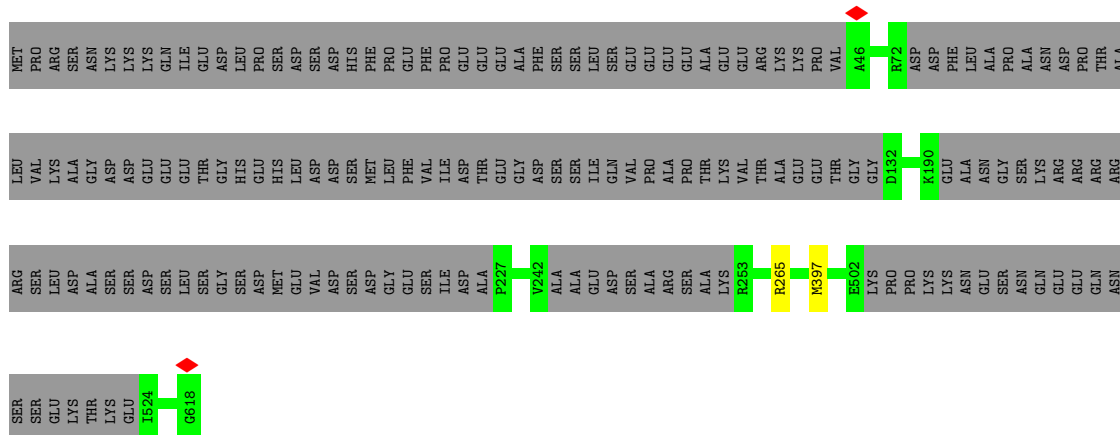 MET PRO ARG SER ASN LYS LYS LYS GLN ILE GLU ASP LEU PRO SER ASP SER ASP HIS PHE PRO GLU PHE PRO GLU GLU GLU ALA PHE SER SER LEU SER GLU GLU GLU GLU ALA GLU GLU ARG LYS LYS PRO VAL A46 R72 ASP ASP PHE LEU ALA PRO ALA ASN ASP PRO THR ALA
LEU VAL LYS ALA GLY ASP ASP GLU GLU GLU THR GLY HIS GLU HIS LEU ASP ASP SER MET LEU PHE VAL ILE ASP THR GLU GLY ASP SER SER ILE GLN VAL PRO ALA PRO THR LYS VAL THR ALA GLU GLU THR GLY GLY D132 K190 GLU ALA ASN GLY SER LYS ARG ARG ARG ARG
ARG SER LEU ASP ALA SER SER ASP SER LEU SER GLY SER ASP MET GLU VAL ASP SER ASP GLY GLU SER ILE ASP ALA P227 V242 ALA ALA GLU ASP SER ALA ARG SER ALA LYS R253 R265 M397 E502 LYS PRO PRO LYS LYS ASN GLU SER ASN GLN GLU GLU GLN ASN
SER SER GLU LYS THR LYS GLU I524 G618